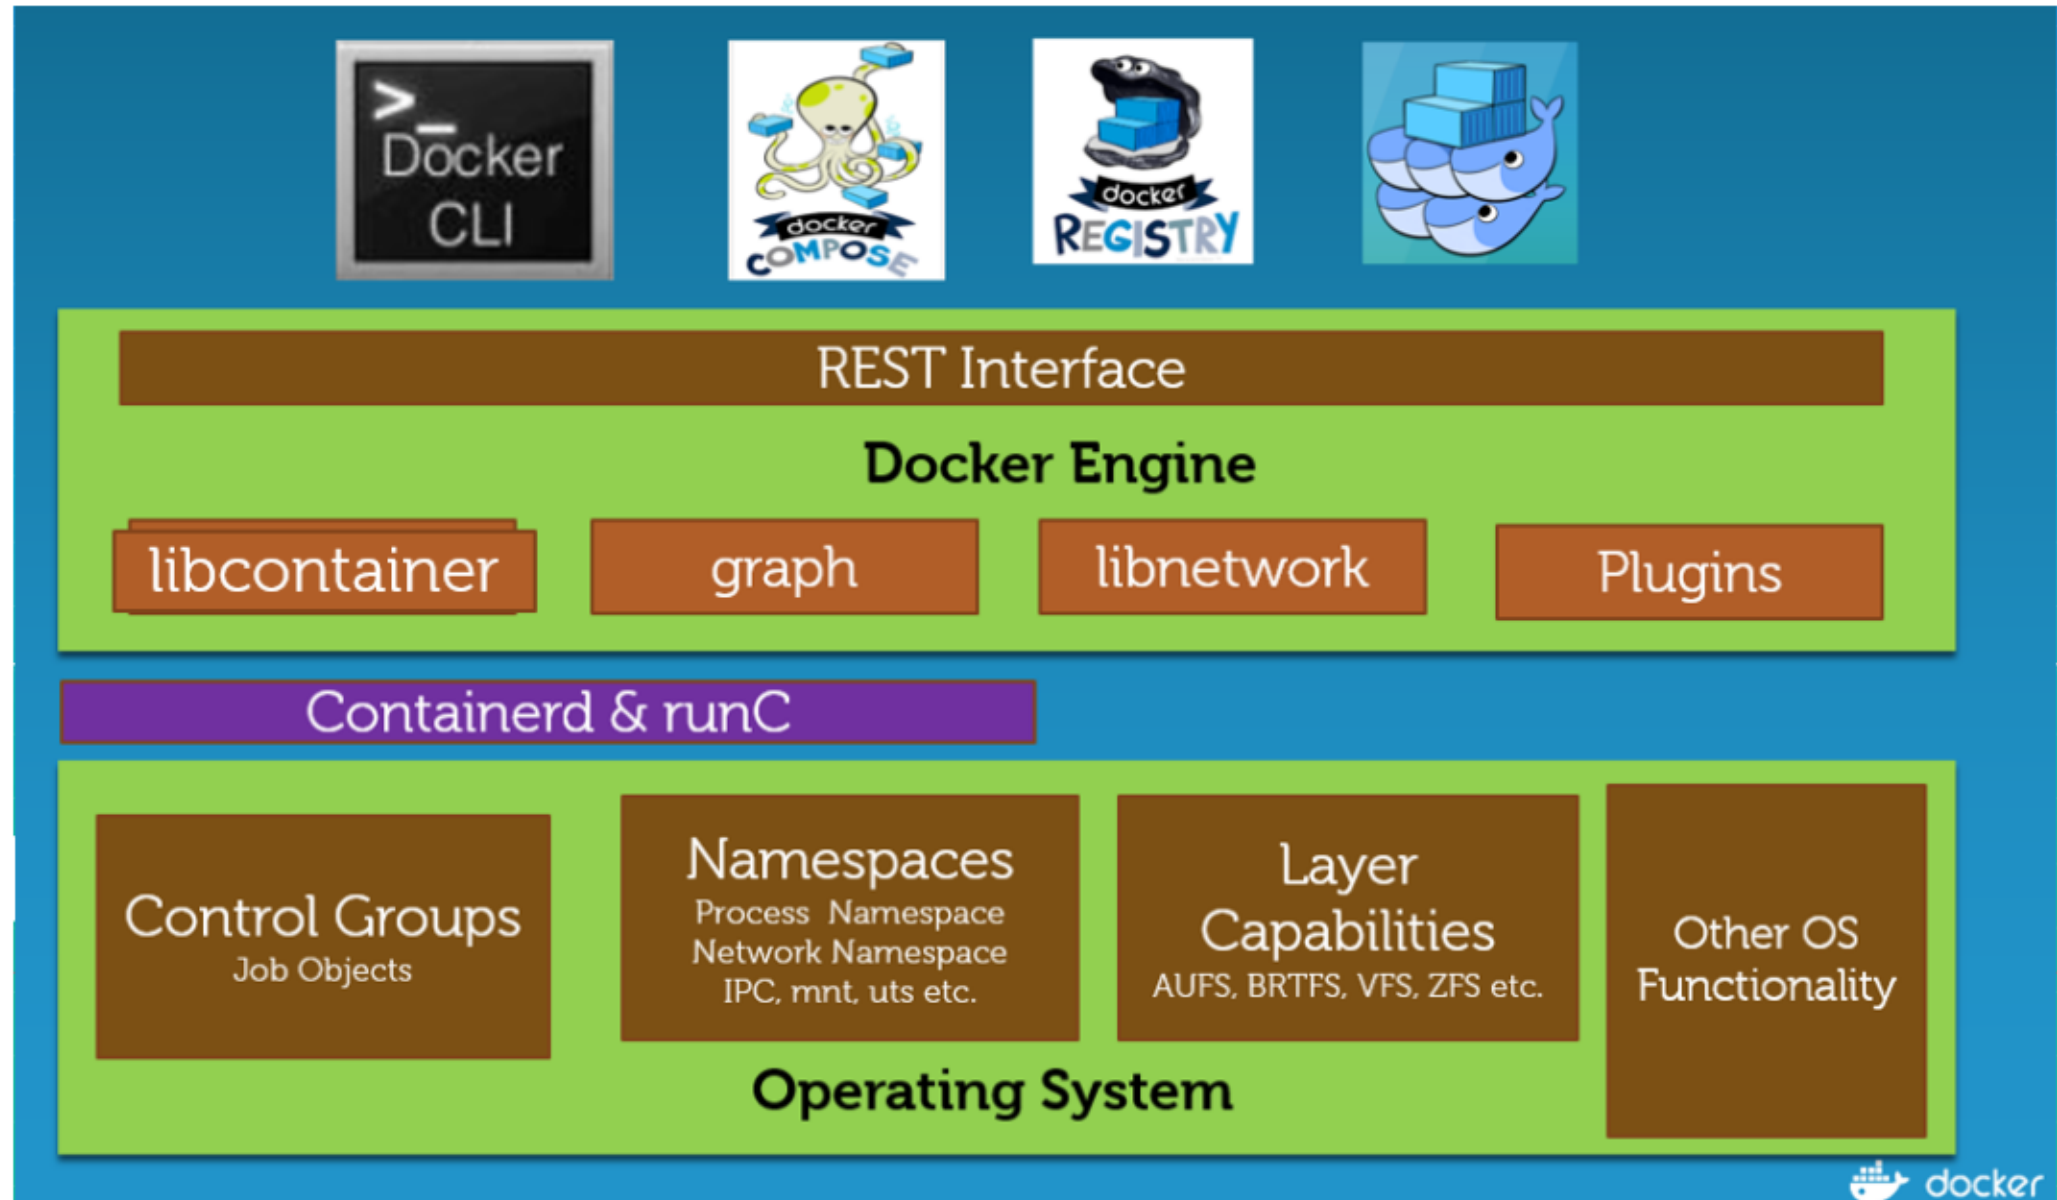 >_
Docker
CLI
docker
COMPOSE
docker
REGISTRY
REST Interface
Docker Engine
libcontainer
graph
libnetwork
Plugins
Containerd & runC
Control Groups
Job Objects
Namespaces
Process Namespace
Network Namespace
IPC, mnt, uts etc.
Layer
Capabilities
AUFS, BRTFS, VFS, ZFS etc.
Other OS
Functionality
Operating System
docker